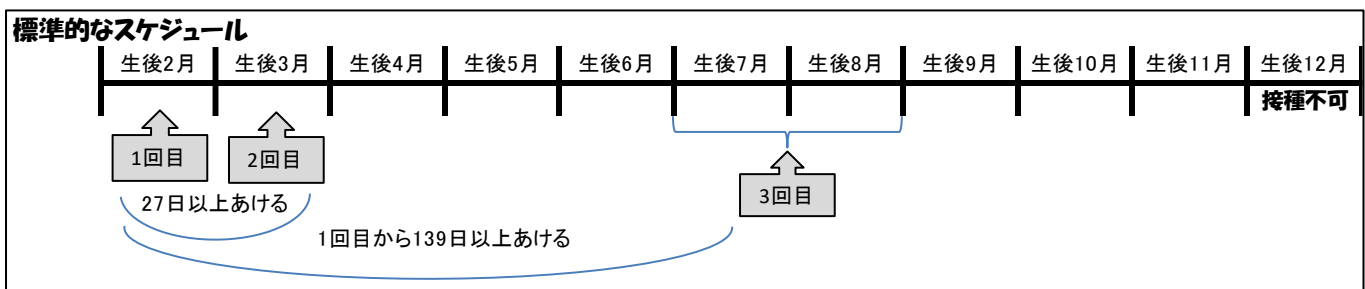 標準的なスケジュール
生後2月 生後3月 生後4月 生後5月 生後6月 生後7月 生後8月 生後9月 生後10月 生後11月 生後12月
接種不可
1回目 2回目
3回目
27日以上あける
1回目から139日以上あける